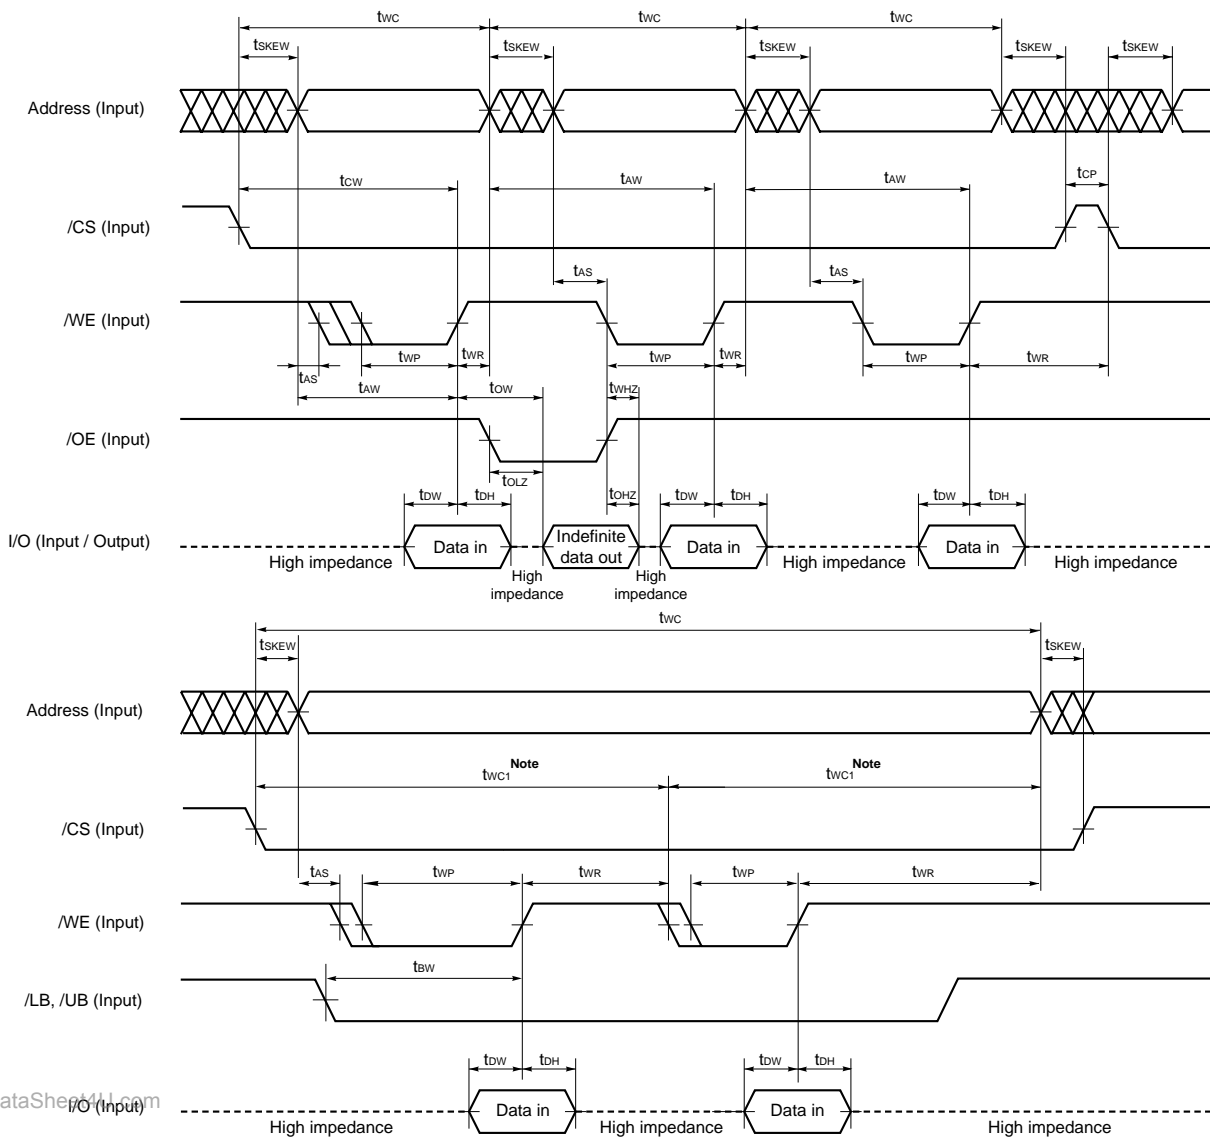 tWC tWC tWC
tSKEW tSKEW tSKEW tSKEW tSKEW
Address (Input)
tCW tAW tAW tCP
/CS (Input)
tAS tAS
/WE (Input)
tWP tWR tWP tWR tWP tWR
tAS
tAW tOW tWHZ
/OE (Input)
tOLZ
tDW tDH tOHZ tDW tDH tDW tDH
I/O (Input / Output)
Data in Indefinite data out Data in Data in
High impedance High impedance High impedance High impedance High impedance
tWC
tSKEW tSKEW
Address (Input)
Note Note
tWC1 tWC1
/CS (Input)
tAS tWP tWR tWP tWR
/WE (Input)
tBW
/LB, /UB (Input)
tDW tDH tDW tDH
ataSheet4U.com
I/O (Input)
Data in Data in
High impedance High impedance High impedance